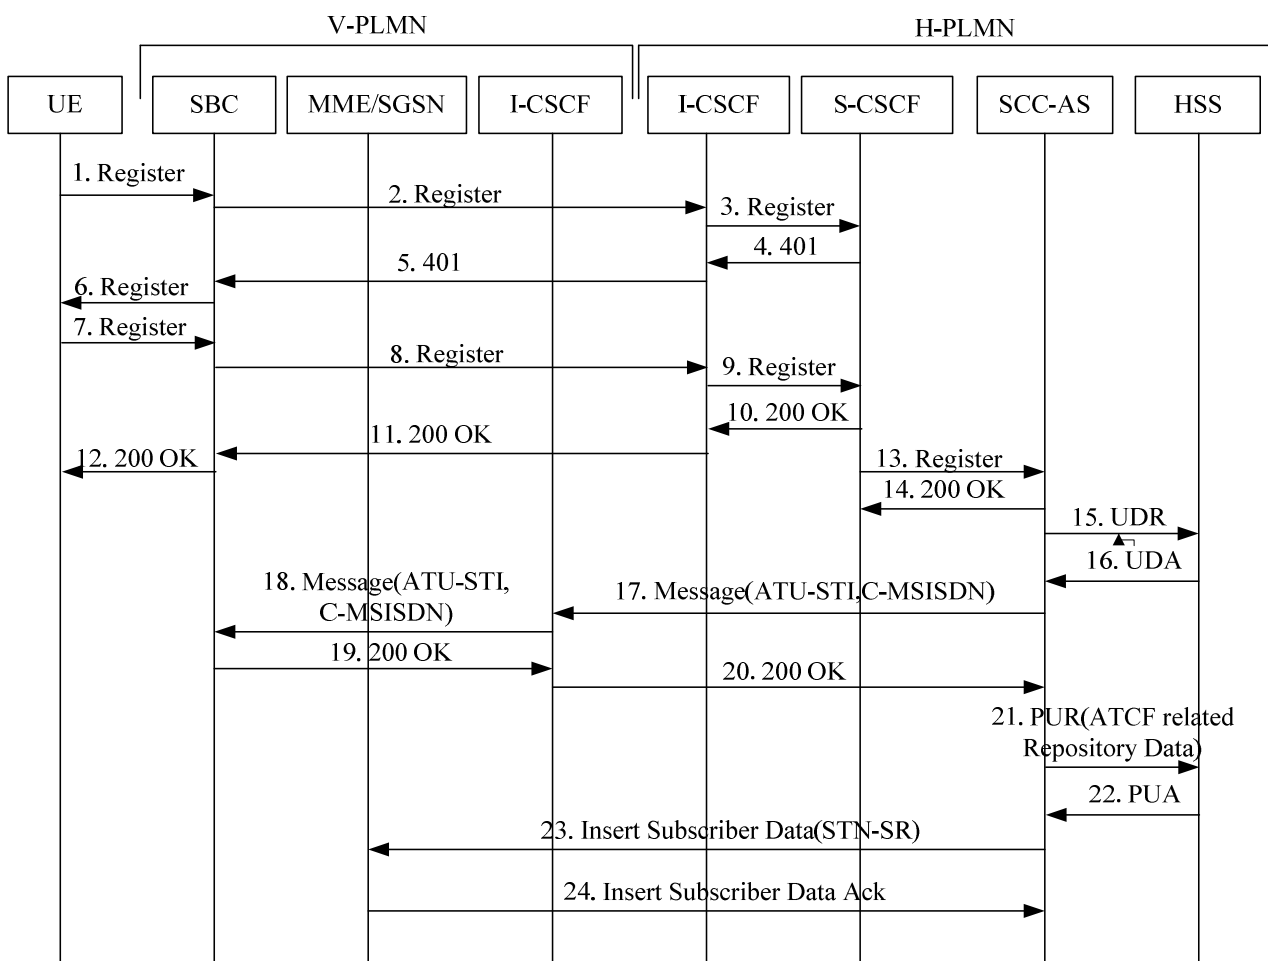 V-PLMN
H-PLMN
UE
SBC
MME/SGSN
I-CSCF
I-CSCF
S-CSCF
SCC-AS
HSS
1. Register
2. Register
3. Register
4. 401
5. 401
6. Register
7. Register
8. Register
9. Register
10. 200 OK
11. 200 OK
12. 200 OK
13. Register
14. 200 OK
15. UDR
16. UDA
17. Message(ATU-STI,C-MSISDN)
18. Message(ATU-STI,
C-MSISDN)
19. 200 OK
20. 200 OK
21. PUR(ATCF related
Repository Data)
22. PUA
23. Insert Subscriber Data(STN-SR)
24. Insert Subscriber Data Ack